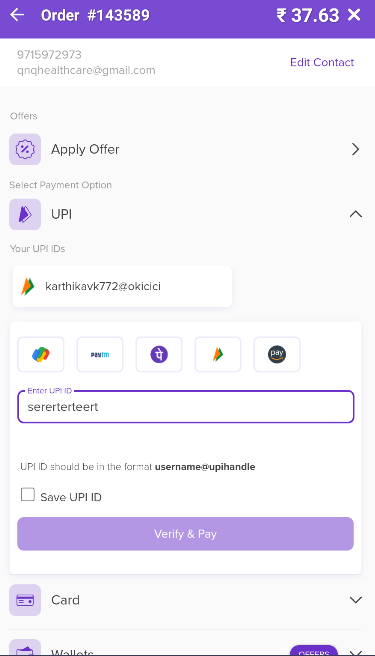 Order #143589 ₹ 37.63
9715972973
qnqhealthcare@gmail.com
Edit Contact
Offers
Apply Offer
Select Payment Option
UPI
Your UPI IDs
karthikavk772@okicici
paytm पे pay
Enter UPI ID
sererterteert
UPI ID should be in the format username@upihandle
Save UPI ID
Verify & Pay
Card
Wallets OFFERS